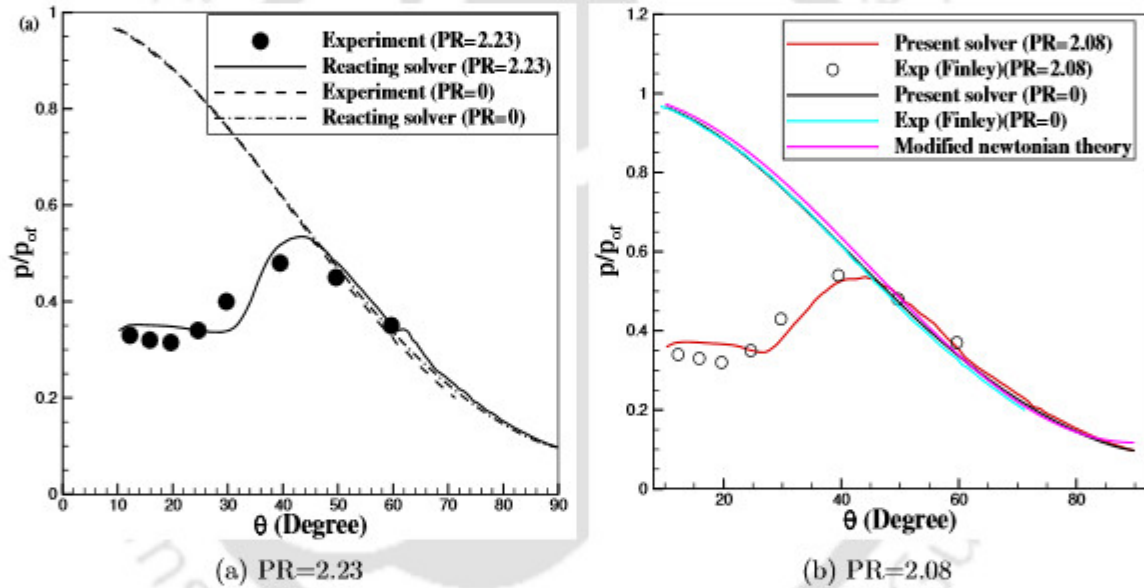 (a)
Experiment (PR=2.23)
Reacting solver (PR=2.23)
Experiment (PR=0)
Reacting solver (PR=0)
1
0.8
0.6
0.4
0.2
0
p/pof
0 10 20 30 40 50 60 70 80 90
θ (Degree)
(a) PR=2.23
Present solver (PR=2.08)
Exp (Finley)(PR=2.08)
Present solver (PR=0)
Exp (Finley)(PR=0)
Modified newtonian theory
1.2
1
0.8
0.6
0.4
0.2
0
p/pof
20 40 60 80
θ (Degree)
(b) PR=2.08